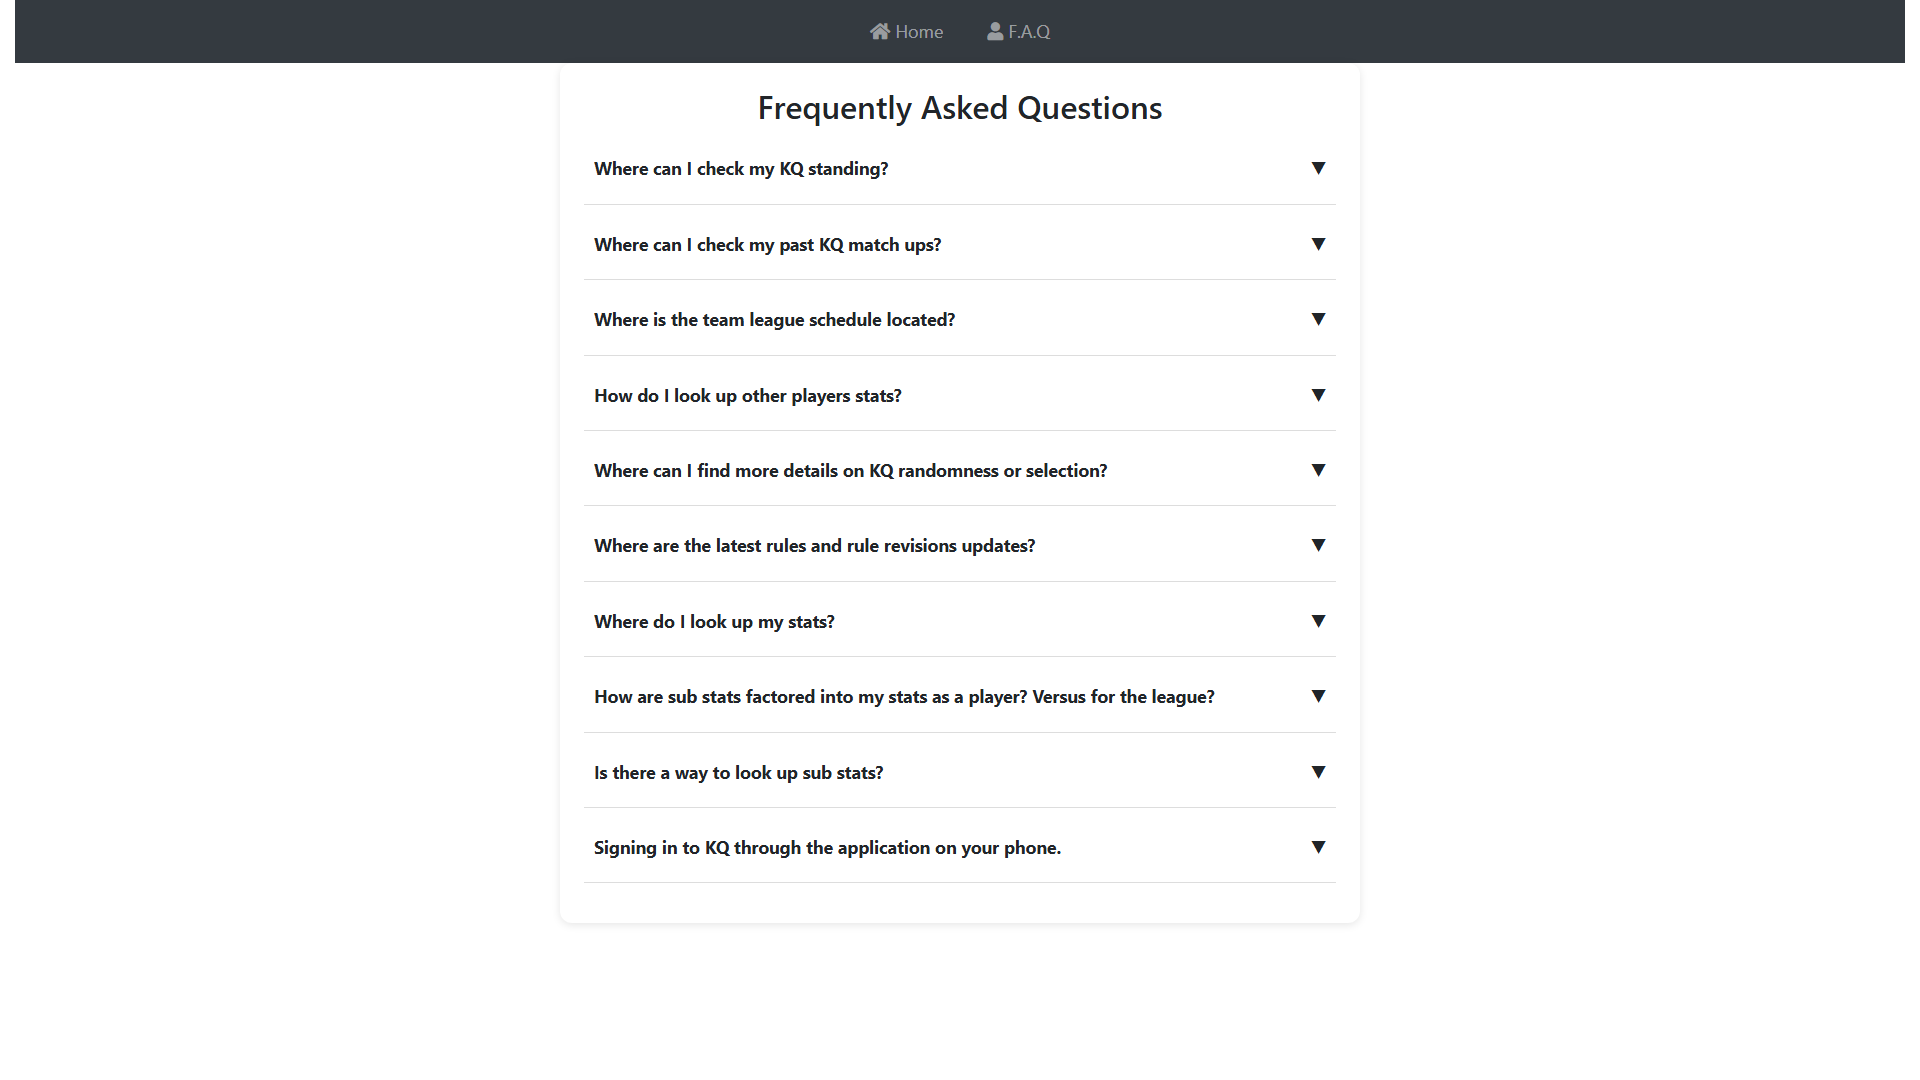 Home F.A.Q
Frequently Asked Questions
Where can I check my KQ standing? ▼
Where can I check my past KQ match ups? ▼
Where is the team league schedule located? ▼
How do I look up other players stats? ▼
Where can I find more details on KQ randomness or selection? ▼
Where are the latest rules and rule revisions updates? ▼
Where do I look up my stats? ▼
How are sub stats factored into my stats as a player? Versus for the league? ▼
Is there a way to look up sub stats? ▼
Signing in to KQ through the application on your phone. ▼